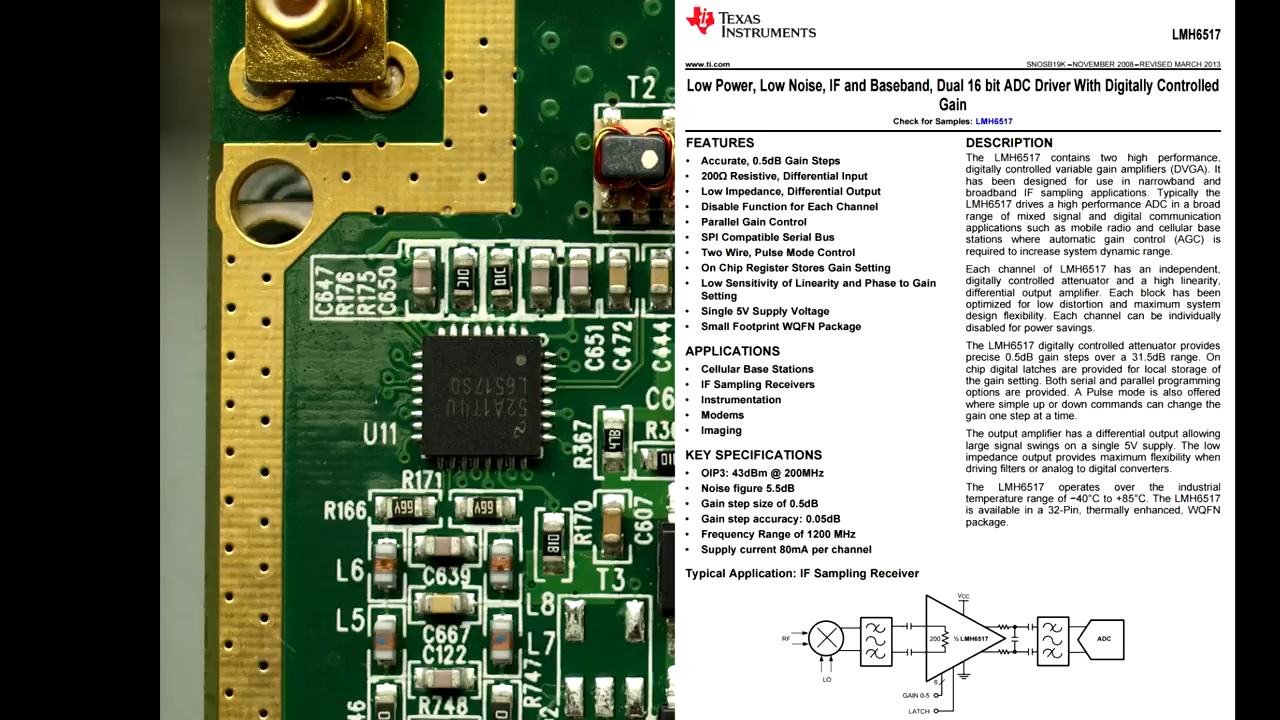 T2
C647
R176
R175
C650
01C
01C
C651
C472
C444
L6517SQ
52A1T4U
U11
R367
47B
C6
R36
R171
R166
66Y
66Y
R170
01B
C607
L6
C639
T3
L5
C667
L8
L7
C122
R747
R748
46
TEXAS
INSTRUMENTS
LMH6517
www.ti.com
SNOSB19K –NOVEMBER 2008–REVISED MARCH 2013
Low Power, Low Noise, IF and Baseband, Dual 16 bit ADC Driver With Digitally Controlled
Gain
Check for Samples: LMH6517
FEATURES
• Accurate, 0.5dB Gain Steps
• 200Ω Resistive, Differential Input
• Low Impedance, Differential Output
• Disable Function for Each Channel
• Parallel Gain Control
• SPI Compatible Serial Bus
• Two Wire, Pulse Mode Control
• On Chip Register Stores Gain Setting
• Low Sensitivity of Linearity and Phase to Gain
Setting
• Single 5V Supply Voltage
• Small Footprint WQFN Package
APPLICATIONS
• Cellular Base Stations
• IF Sampling Receivers
• Instrumentation
• Modems
• Imaging
KEY SPECIFICATIONS
• OIP3: 43dBm @ 200MHz
• Noise figure 5.5dB
• Gain step size of 0.5dB
• Gain step accuracy: 0.05dB
• Frequency Range of 1200 MHz
• Supply current 80mA per channel
DESCRIPTION
The LMH6517 contains two high performance,
digitally controlled variable gain amplifiers (DVGA). It
has been designed for use in narrowband and
broadband IF sampling applications. Typically the
LMH6517 drives a high performance ADC in a broad
range of mixed signal and digital communication
applications such as mobile radio and cellular base
stations where automatic gain control (AGC) is
required to increase system dynamic range.
Each channel of LMH6517 has an independent,
digitally controlled attenuator and a high linearity,
differential output amplifier. Each block has been
optimized for low distortion and maximum system
design flexibility. Each channel can be individually
disabled for power savings.
The LMH6517 digitally controlled attenuator provides
precise 0.5dB gain steps over a 31.5dB range. On
chip digital latches are provided for local storage of
the gain setting. Both serial and parallel programming
options are provided. A Pulse mode is also offered
where simple up or down commands can change the
gain one step at a time.
The output amplifier has a differential output allowing
large signal swings on a single 5V supply. The low
impedance output provides maximum flexibility when
driving filters or analog to digital converters.
The LMH6517 operates over the industrial
temperature range of −40°C to +85°C. The LMH6517
is available in a 32-Pin, thermally enhanced, WQFN
package.
Typical Application: IF Sampling Receiver
VCC
RF
LO
200
½ LMH6517
ADC
6
GAIN 0-5
LATCH